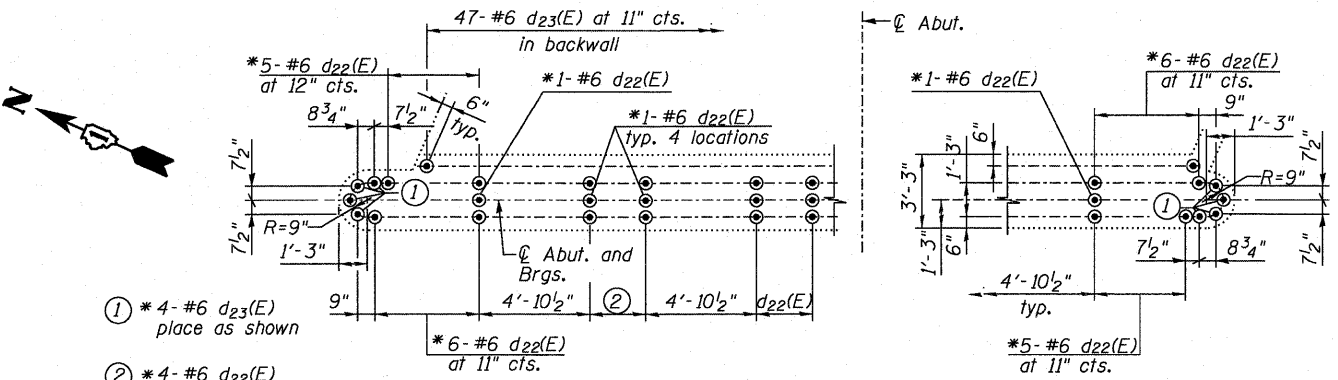 47- #6 d23(E) at 11" cts.
in backwall
℄ Abut.
*5- #6 d22(E)
at 12" cts.
*1-#6 d22(E)
*1-#6 d22(E)
typ. 4 locations
6"
typ.
8 3/4"
7 1/2"
7 1/2"
N
1
1
R=9"
7 1/2"
1'-3"
℄ Abut. and
Brgs.
9"
4'-10 1/2"
2
4'-10 1/2"
d22(E)
*6- #6 d22(E)
at 11" cts.
1 * 4- #6 d23(E)
place as shown
2 * 4- #6 d22(E)
*6- #6 d22(E)
at 11" cts.
*1-#6 d22(E)
9"
1'-3"
6"
7 1/2"
3'-3"
1'-3"
R=9"
1
1'-3"
6"
7 1/2"
8 3/4"
7 1/2"
4'-10 1/2"
typ.
*5-#6 d22(E)
at 11" cts.